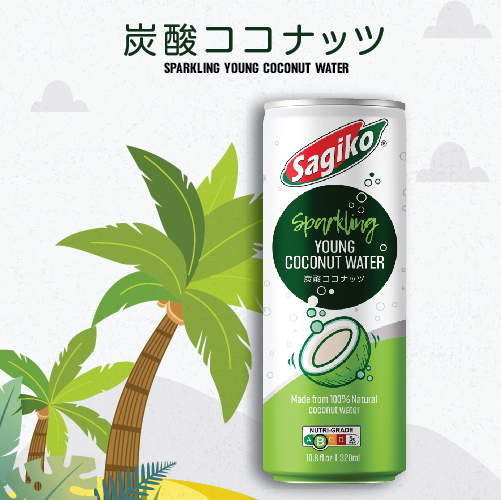 炭酸ココナッツ
SPARKLING YOUNG COCONUT WATER
Sagiko®
Sparkling
YOUNG
COCONUT WATER
炭酸ココナッツ
Made from 100% Natural
coconut water
NUTRI-GRADE
A B C D
10.8 fl oz | 320ml